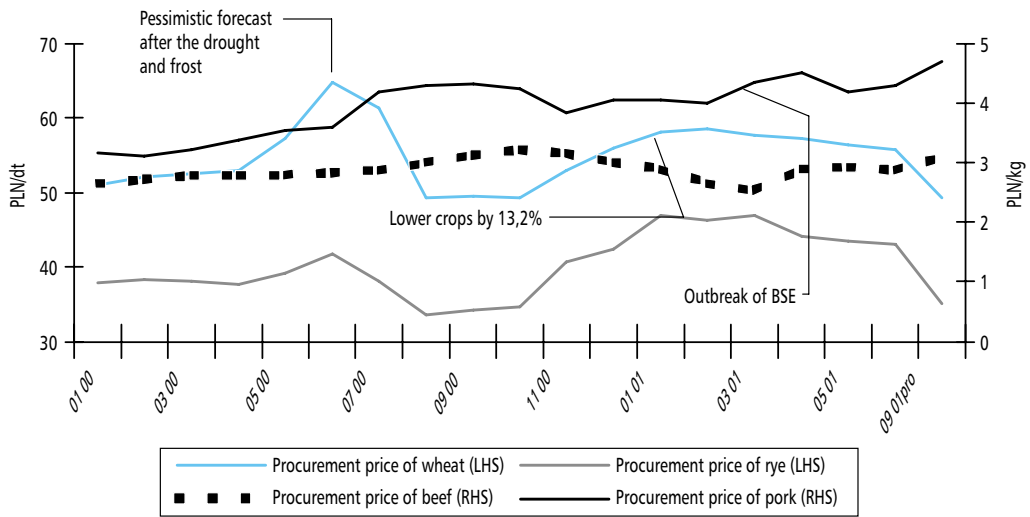 Pessimistic forecast
after the drought
and frost
70
60
50
40
30
PLN/dt
5
4
3
2
1
0
PLN/kg
Lower crops by 13,2%
Outbreak of BSE
01 00
03 00
05 00
07 00
09 00
11 00
01 01
03 01
05 01
09 01pro
Procurement price of wheat (LHS)
Procurement price of rye (LHS)
Procurement price of beef (RHS)
Procurement price of pork (RHS)